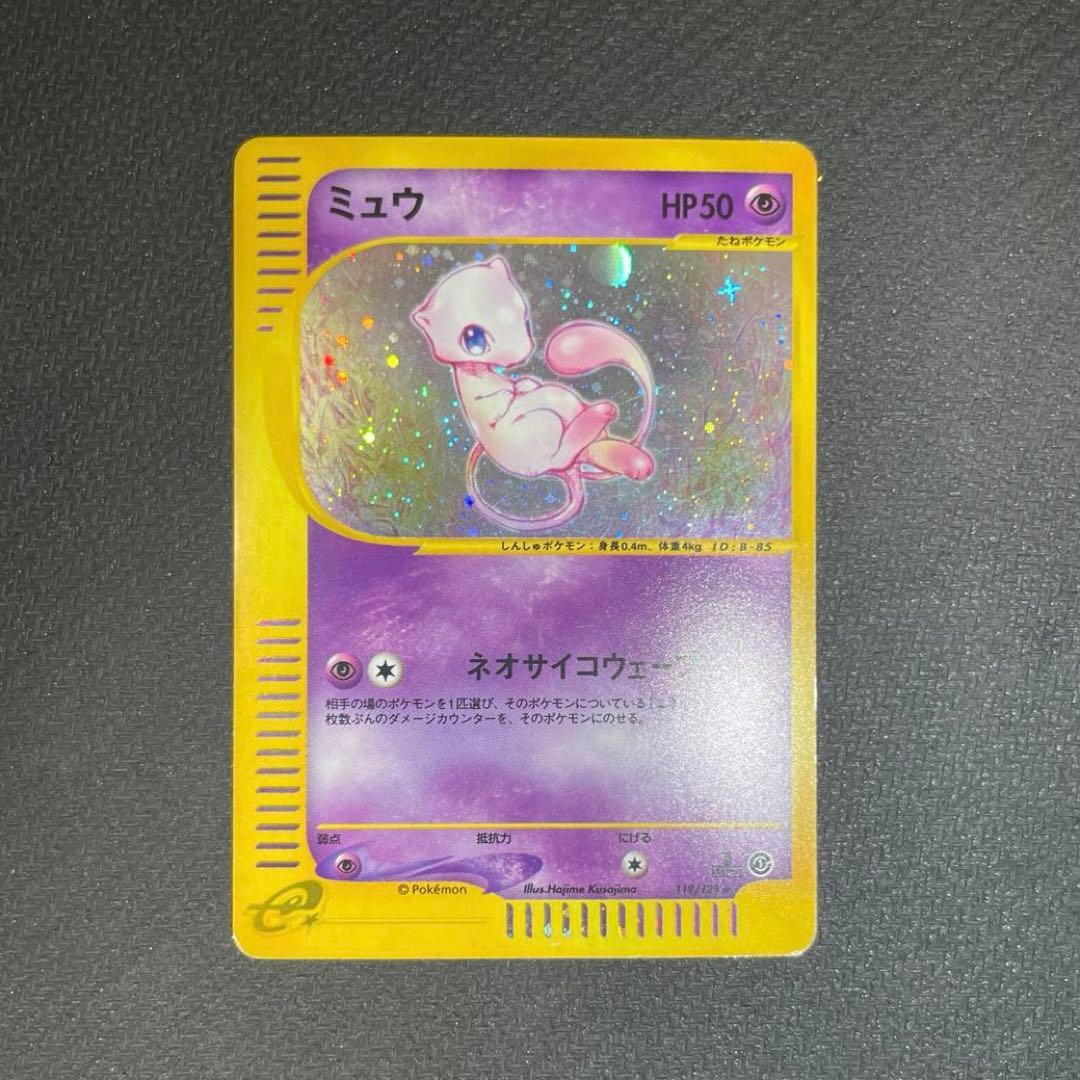 ミュウ HP50
たねポケモン
しんしゅポケモン：身長0.4m、体重4kg ID:B-85
ネオサイコウェーブ
相手の場のポケモンを1匹選び、そのポケモンについている
枚数ぶんのダメージカウンターを、そのポケモンにのせる。
弱点 抵抗力 にげる
©Pokémon Illus.Hajime Kusajima 119/128
e